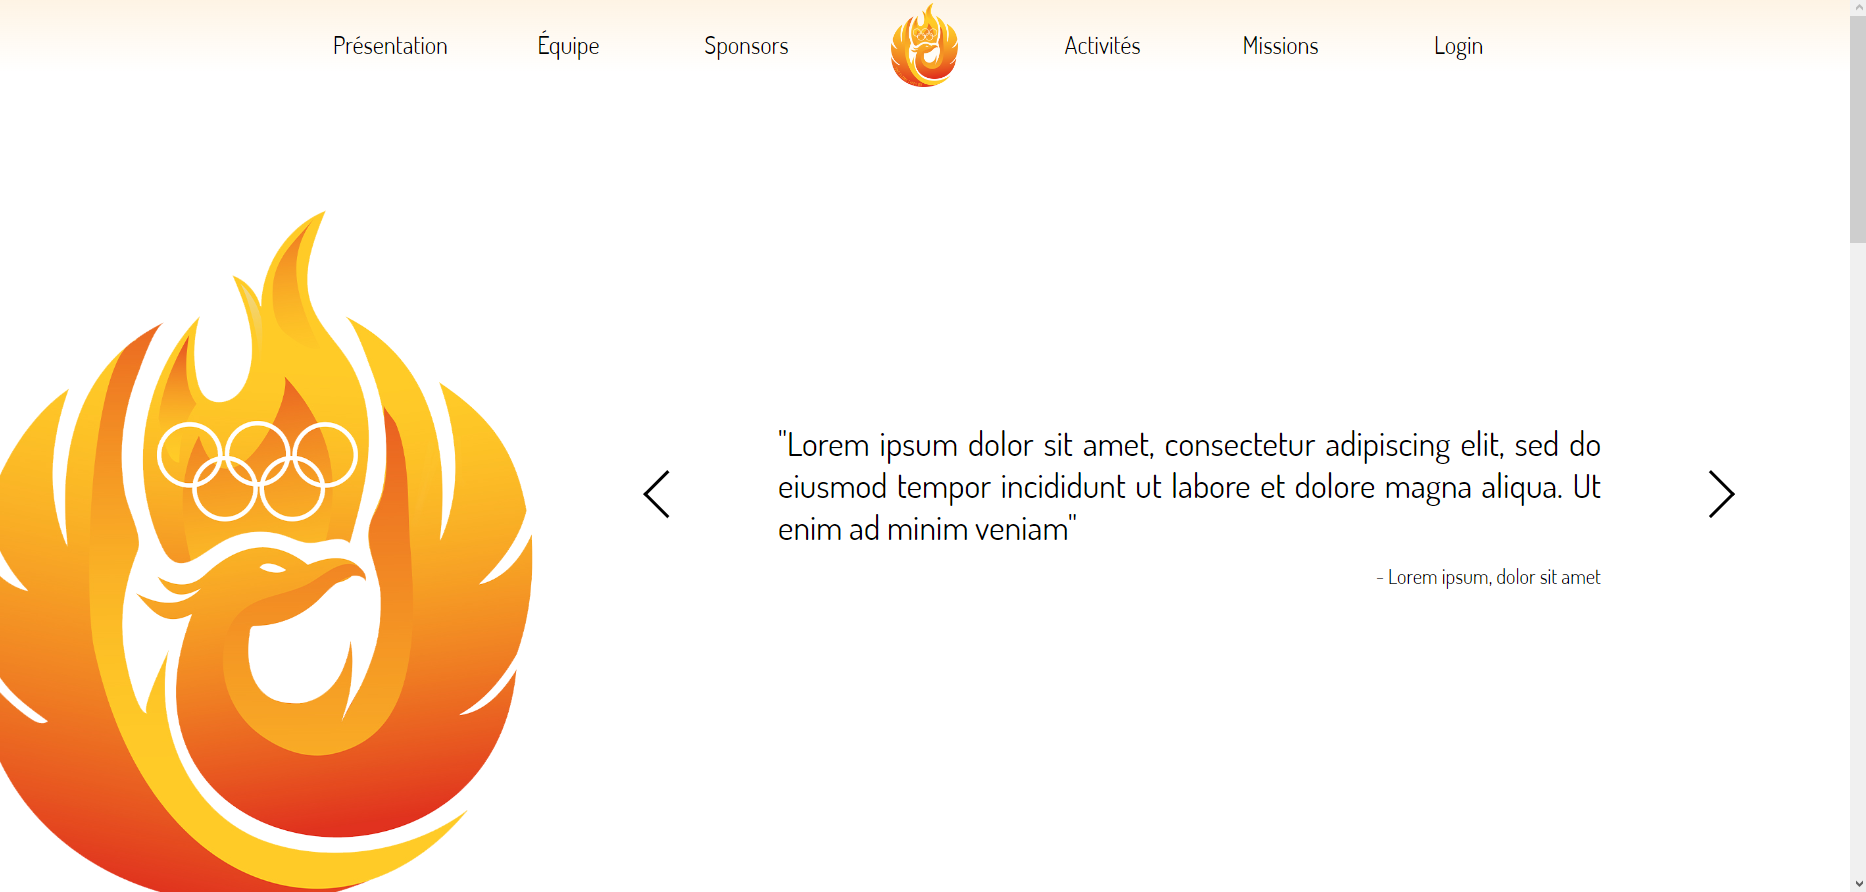 Présentation
Équipe
Sponsors
Activités
Missions
Login
"Lorem ipsum dolor sit amet, consectetur adipiscing elit, sed do
eiusmod tempor incididunt ut labore et dolore magna aliqua. Ut
enim ad minim veniam"
- Lorem ipsum, dolor sit amet